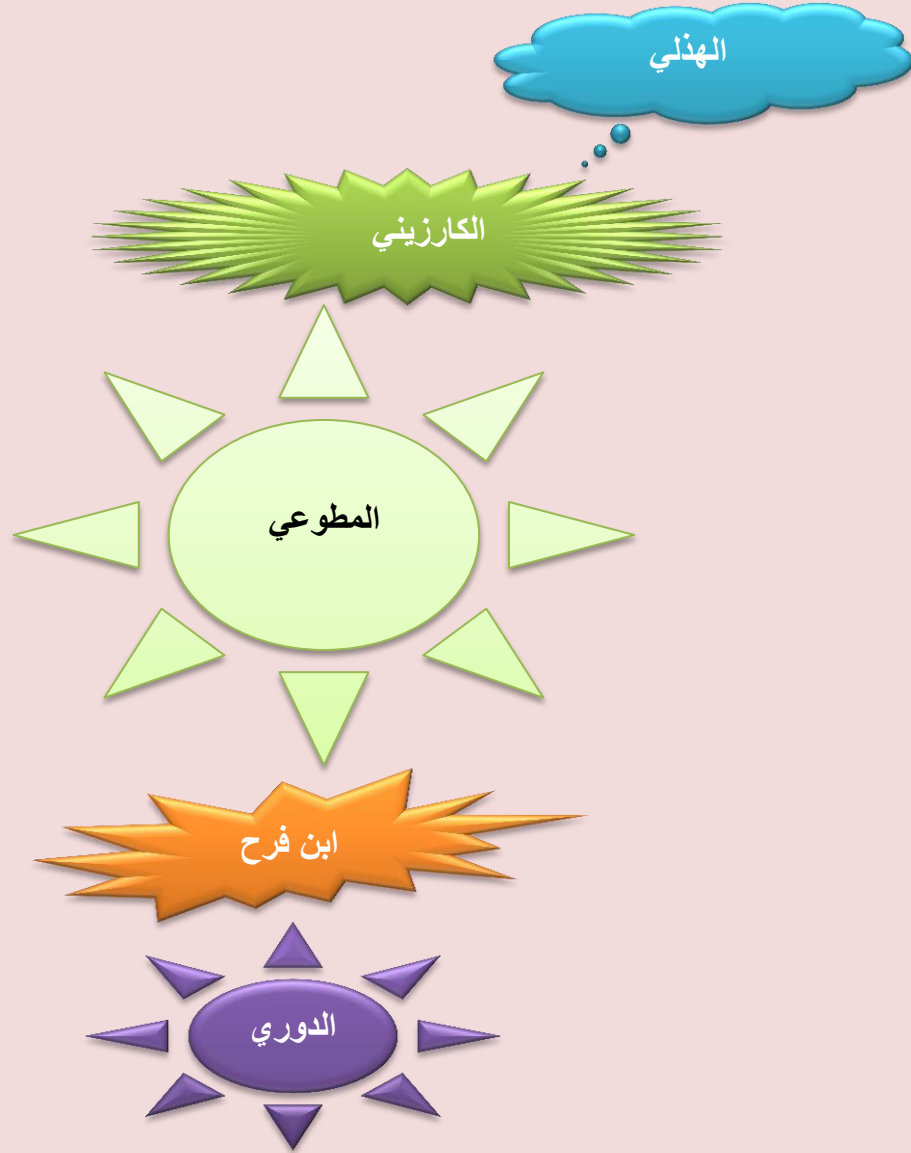 الهذلي
الكارزيني
المطوعي
ابن فرح
الدوري